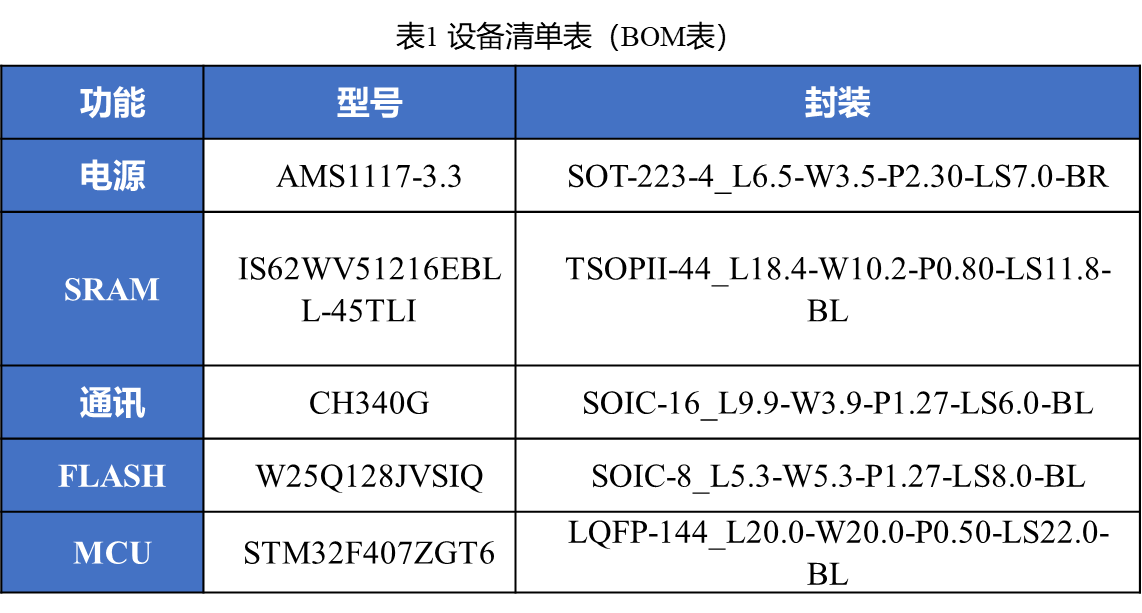 表1 设备清单表（BOM表）
功能 型号 封装
电源 AMS1117-3.3 SOT-223-4_L6.5-W3.5-P2.30-LS7.0-BR
SRAM IS62WV51216EBL
L-45TLI TSOPII-44_L18.4-W10.2-P0.80-LS11.8-
BL
通讯 CH340G SOIC-16_L9.9-W3.9-P1.27-LS6.0-BL
FLASH W25Q128JVSIQ SOIC-8_L5.3-W5.3-P1.27-LS8.0-BL
MCU STM32F407ZGT6 LQFP-144_L20.0-W20.0-P0.50-LS22.0-
BL